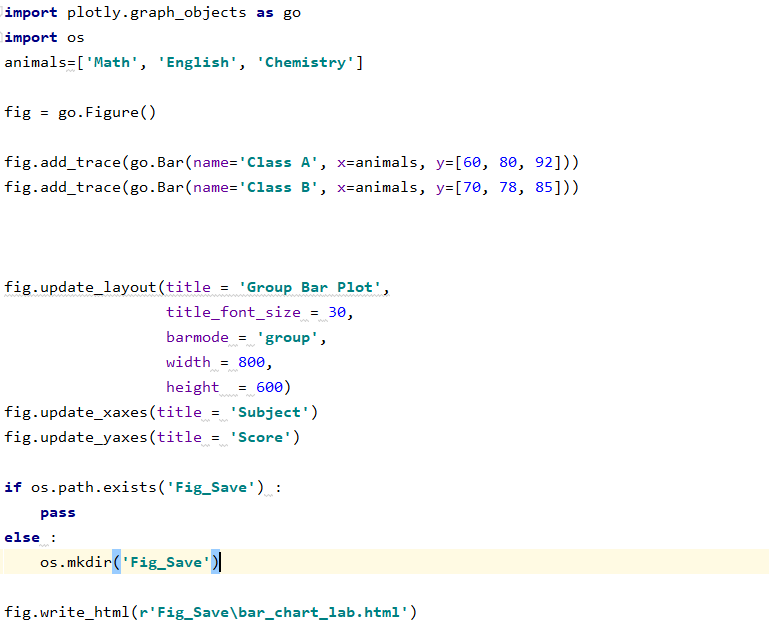 import plotly.graph_objects as go
import os
animals=['Math', 'English', 'Chemistry']
fig = go.Figure()
fig.add_trace(go.Bar(name='Class A', x=animals, y=[60, 80, 92]))
fig.add_trace(go.Bar(name='Class B', x=animals, y=[70, 78, 85]))
fig.update_layout(title = 'Group Bar Plot',
                  title_font_size = 30,
                  barmode = 'group',
                  width = 800,
                  height  = 600)
fig.update_xaxes(title = 'Subject')
fig.update_yaxes(title = 'Score')
if os.path.exists('Fig_Save') :
    pass
else :
    os.mkdir('Fig_Save')
fig.write_html(r'Fig_Save\bar_chart_lab.html')